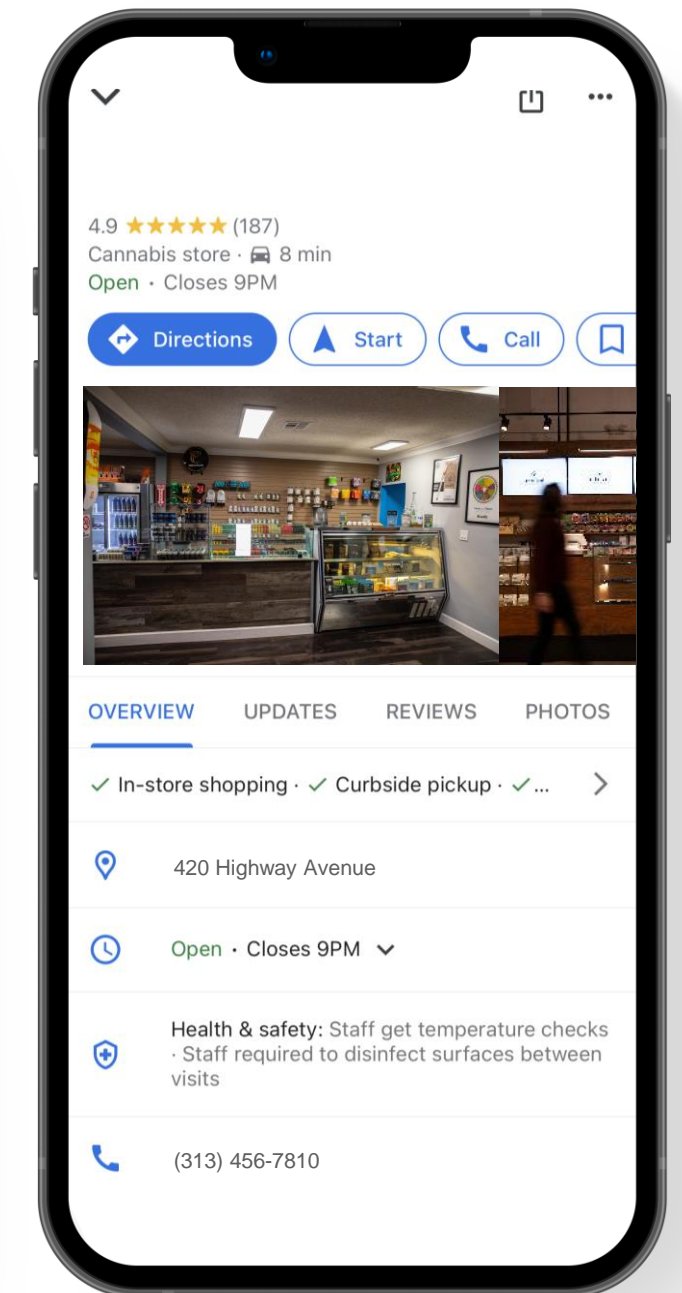 4.9 ★★★★★ (187)
Cannabis store · 8 min
Open · Closes 9PM
Directions Start Call
OVERVIEW UPDATES REVIEWS PHOTOS
✓ In-store shopping · ✓ Curbside pickup · ✓...
420 Highway Avenue
Open · Closes 9PM
Health & safety: Staff get temperature checks
· Staff required to disinfect surfaces between
visits
(313) 456-7810